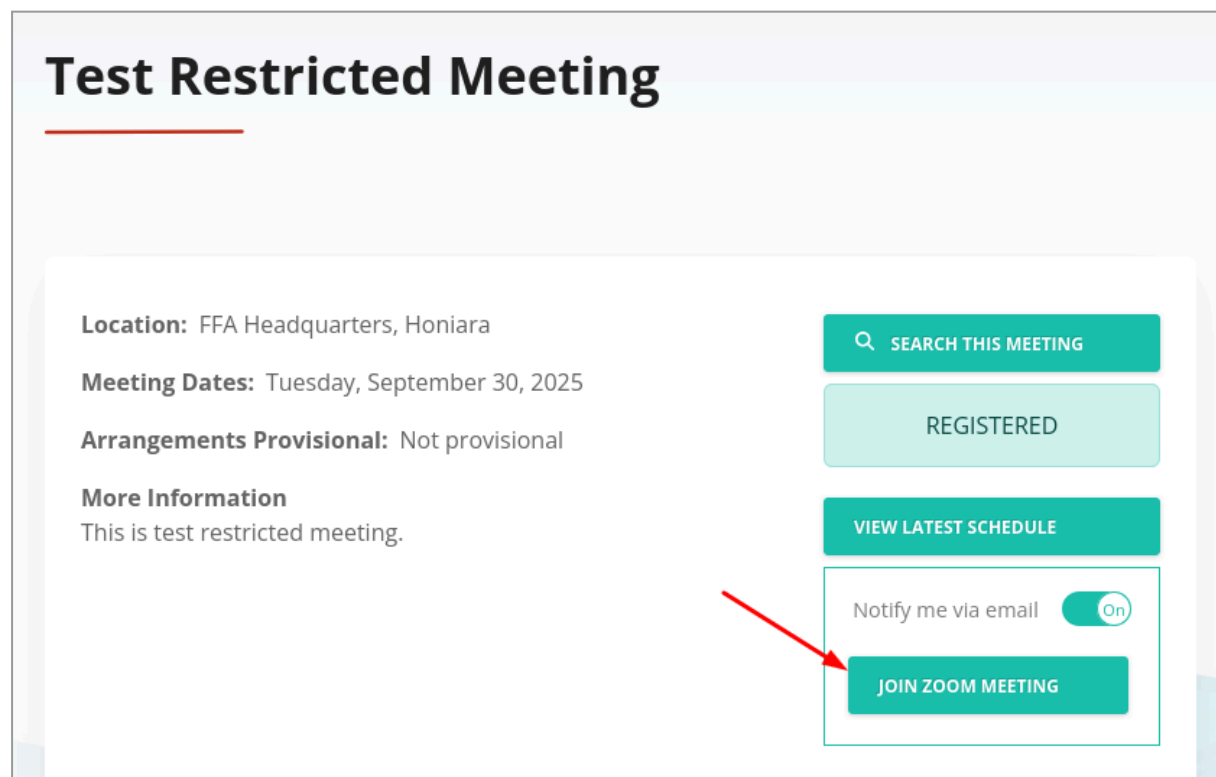 Test Restricted Meeting
Location: FFA Headquarters, Honiara
Meeting Dates: Tuesday, September 30, 2025
Arrangements Provisional: Not provisional
More Information
This is test restricted meeting.
SEARCH THIS MEETING
REGISTERED
VIEW LATEST SCHEDULE
Notify me via email On
JOIN ZOOM MEETING